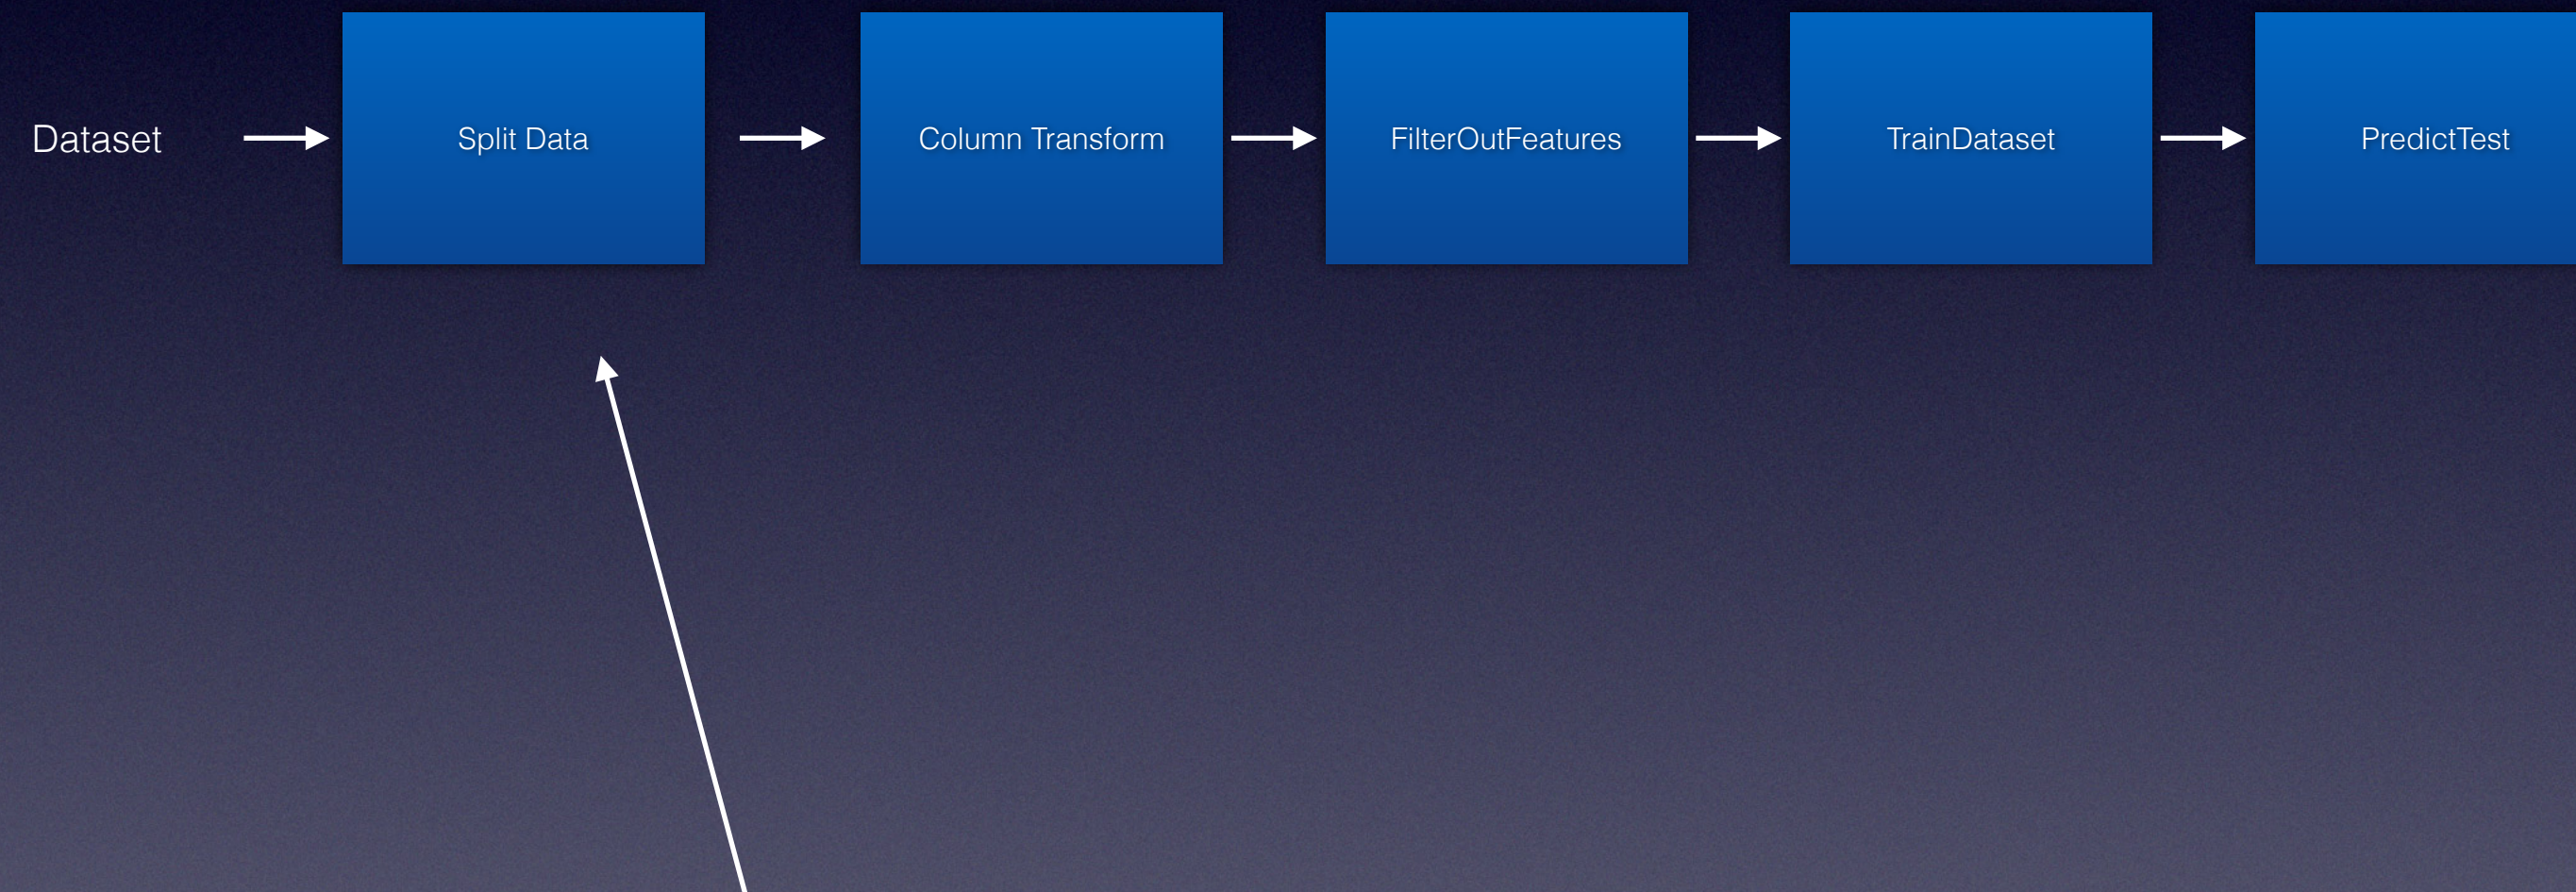 Dataset
Split Data
Column Transform
FilterOutFeatures
TrainDataset
PredictTest